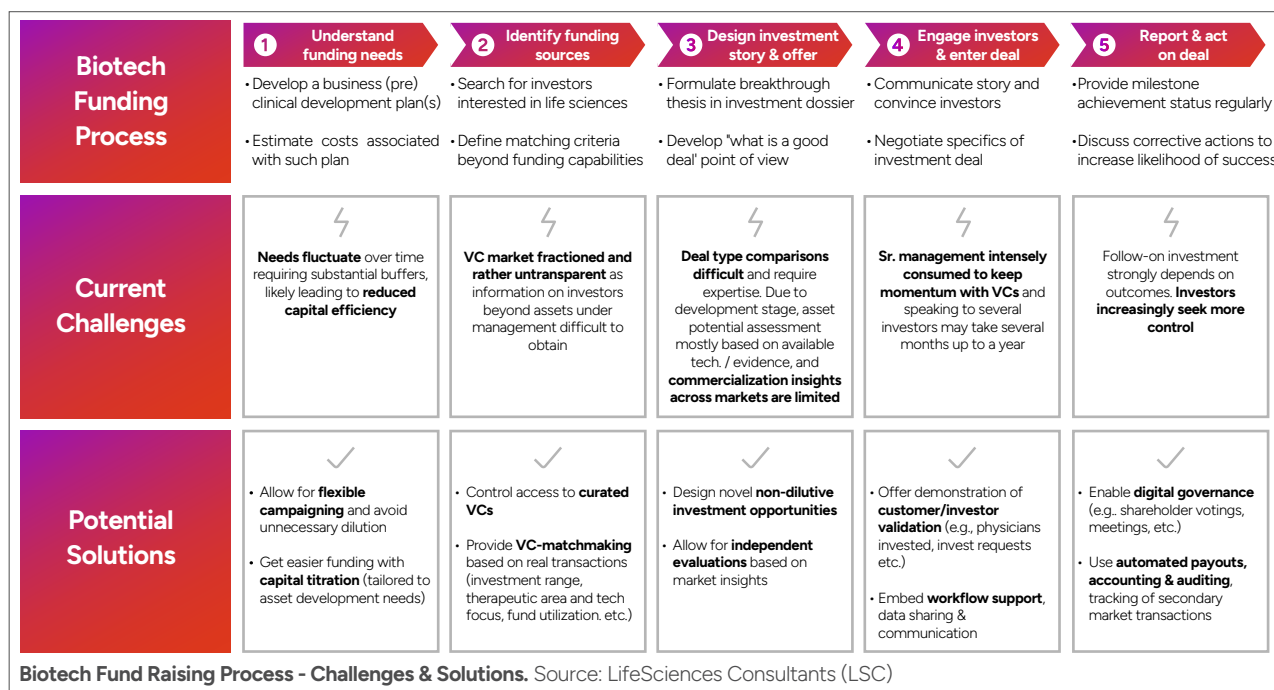 Biotech
Funding
Process
1
Understand
funding needs
2
Identify funding
sources
3
Design investment
story & offer
4
Engage investors
& enter deal
5
Report & act
on deal
• Develop a business (pre)
clinical development plan(s)
• Estimate costs associated
with such plan
• Search for investors
interested in life sciences
• Define matching criteria
beyond funding capabilities
• Formulate breakthrough
thesis in investment dossier
• Develop "what is a good
deal' point of view
• Communicate story and
convince investors
• Negotiate specifics of
investment deal
• Provide milestone
achievement status regularly
• Discuss corrective actions to
increase likelihood of success
Current
Challenges
Needs fluctuate over time
requiring substantial buffers,
likely leading to reduced
capital efficiency
VC market fractioned and
rather untransparent as
information on investors
beyond assets under
management difficult to
obtain
Deal type comparisons
difficult and require
expertise. Due to
development stage, asset
potential assessment
mostly based on available
tech. / evidence, and
commercialization insights
across markets are limited
Sr. management intensely
consumed to keep
momentum with VCs and
speaking to several
investors may take several
months up to a year
Follow-on investment
strongly depends on
outcomes. Investors
increasingly seek more
control
Potential
Solutions
• Allow for flexible
campaigning and avoid
unnecessary dilution
• Get easier funding with
capital titration (tailored to
asset development needs)
• Control access to curated
VCs
• Provide VC-matchmaking
based on real transactions
(investment range,
therapeutic area and tech
focus, fund utilization. etc.)
• Design novel non-dilutive
investment opportunities
• Allow for independent
evaluations based on
market insights
• Offer demonstration of
customer/investor
validation (e.g., physicians
invested, invest requests
etc.)
• Embed workflow support,
data sharing &
communication
• Enable digital governance
(e.g.. shareholder votings,
meetings, etc.)
• Use automated payouts,
accounting & auditing,
tracking of secondary
market transactions
Biotech Fund Raising Process - Challenges & Solutions. Source: LifeSciences Consultants (LSC)